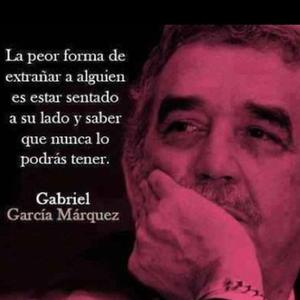 La peor forma de
extrañar a alguien
es estar sentado
a su lado y saber
que nunca lo
podrás tener.
Gabriel
García Márquez